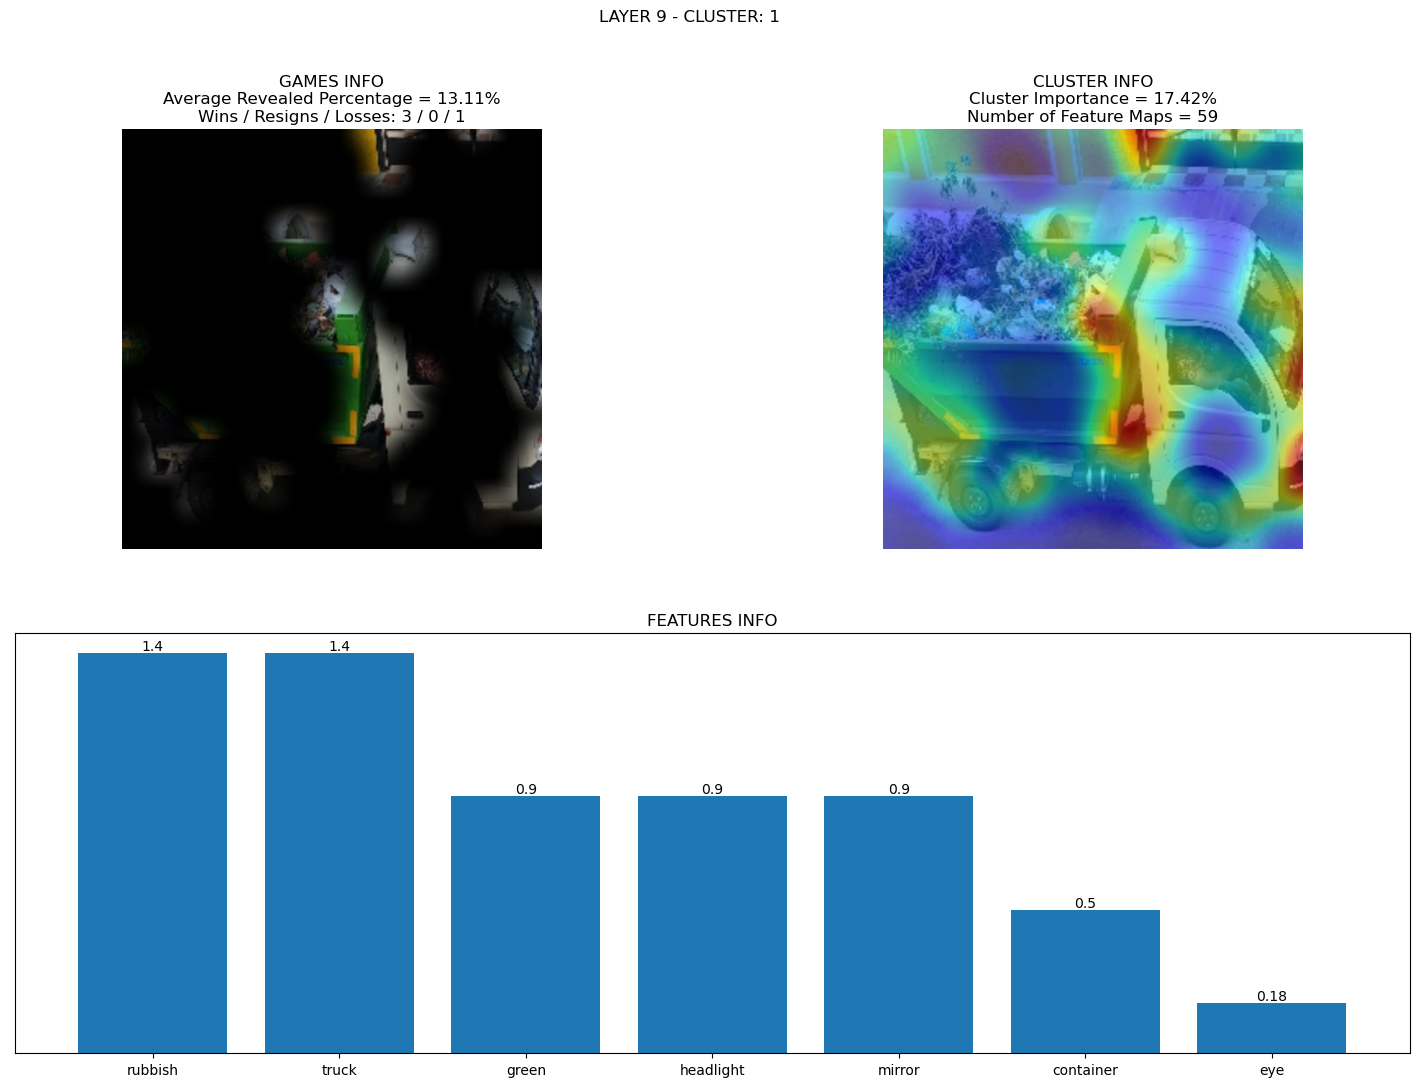 LAYER 9 - CLUSTER: 1
GAMES INFO
Average Revealed Percentage = 13.11%
Wins / Resigns / Losses: 3 / 0 / 1
CLUSTER INFO
Cluster Importance = 17.42%
Number of Feature Maps = 59
FEATURES INFO
1.4
1.4
0.9
0.9
0.9
0.5
0.18
rubbish
truck
green
headlight
mirror
container
eye